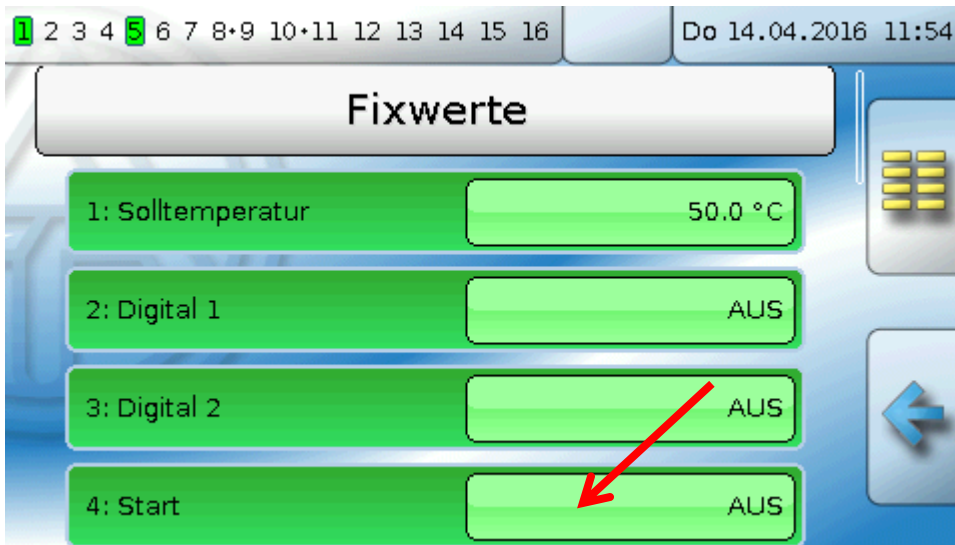 1 2 3 4 5 6 7 8•9 10•11 12 13 14 15 16 Do 14.04.2016 11:54
Fixwerte
1: Solltemperatur 50.0 °C
2: Digital 1 AUS
3: Digital 2 AUS
4: Start AUS